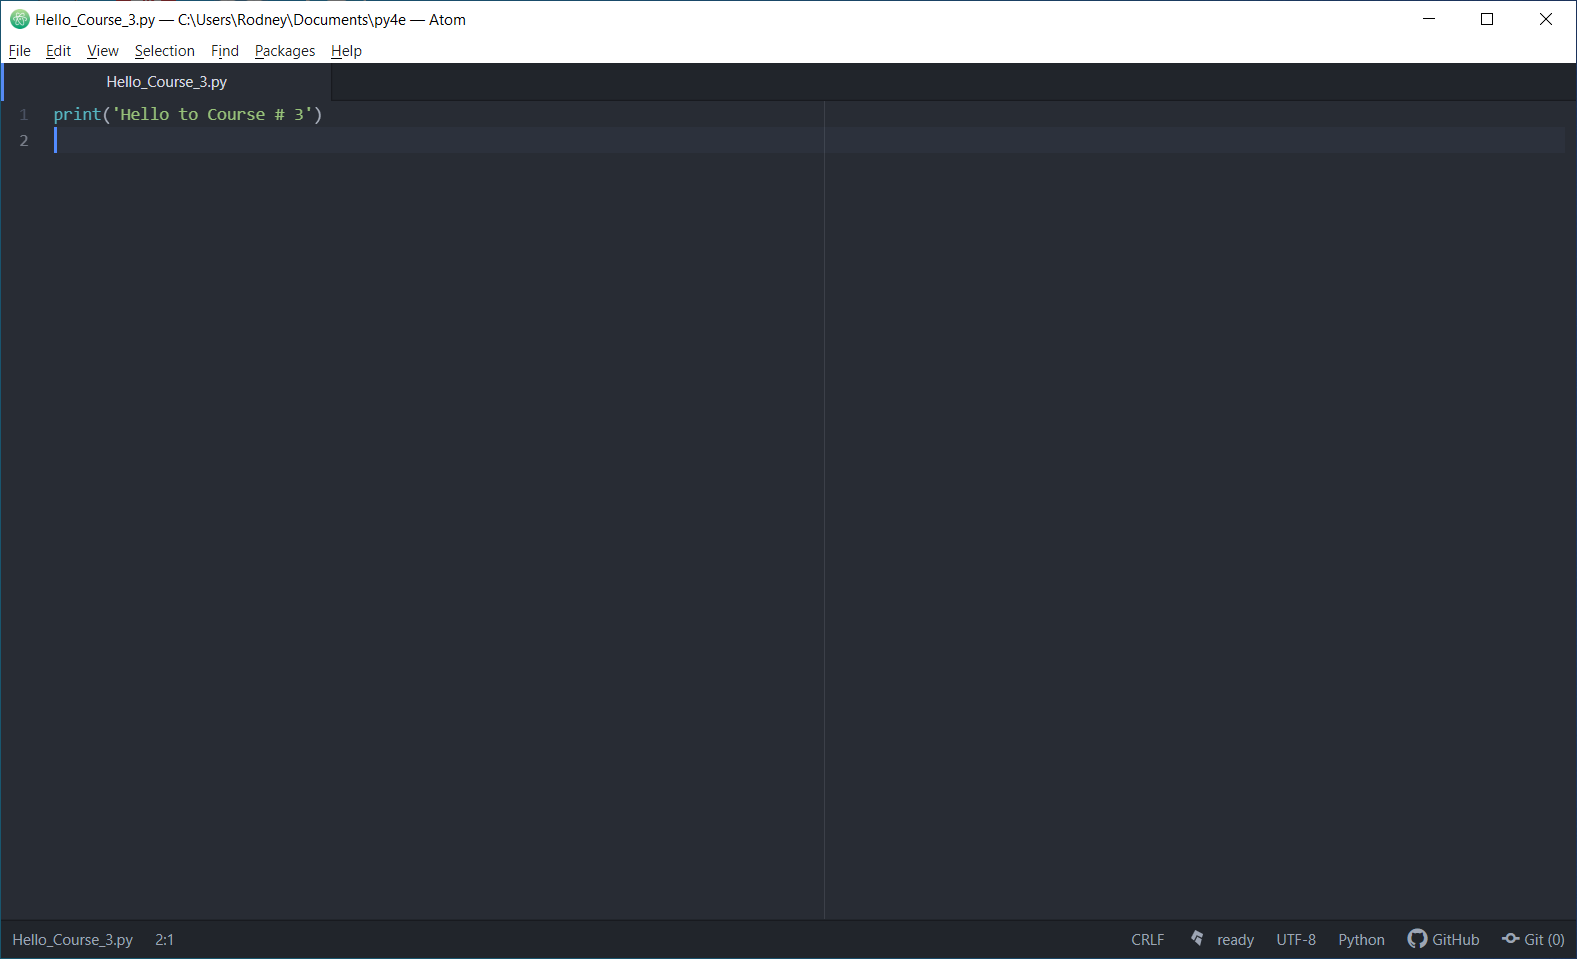 Hello_Course_3.py — C:\Users\Rodney\Documents\py4e — Atom
File Edit View Selection Find Packages Help
Hello_Course_3.py
1 print('Hello to Course # 3')
2
Hello_Course_3.py 2:1 CRLF ready UTF-8 Python GitHub Git (0)